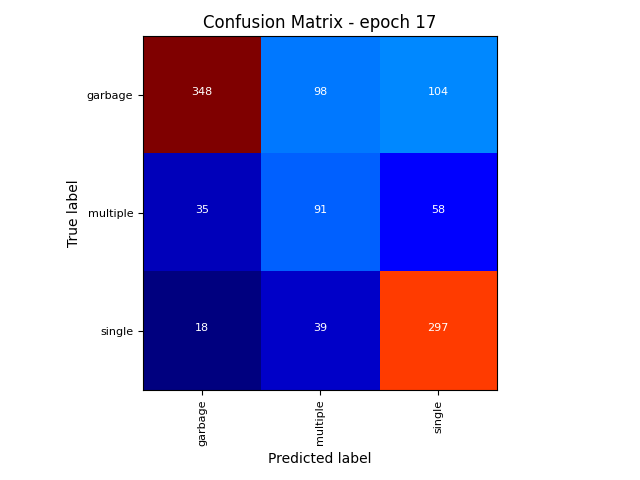 Confusion Matrix - epoch 17
garbage 348 98 104
multiple 35 91 58
single 18 39 297
garbage multiple single
True label
Predicted label